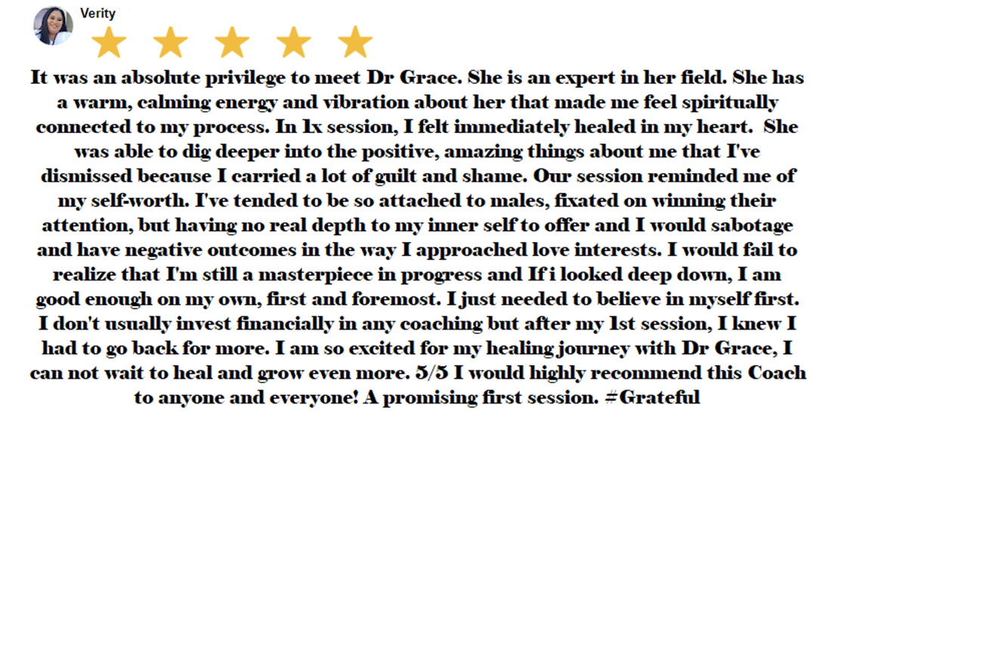 Verity
It was an absolute privilege to meet Dr Grace. She is an expert in her field. She has
a warm, calming energy and vibration about her that made me feel spiritually
connected to my process. In 1x session, I felt immediately healed in my heart.  She
was able to dig deeper into the positive, amazing things about me that I've
dismissed because I carried a lot of guilt and shame. Our session reminded me of
my self-worth. I've tended to be so attached to males, fixated on winning their
attention, but having no real depth to my inner self to offer and I would sabotage
and have negative outcomes in the way I approached love interests. I would fail to
realize that I'm still a masterpiece in progress and If i looked deep down, I am
good enough on my own, first and foremost. I just needed to believe in myself first.
I don't usually invest financially in any coaching but after my 1st session, I knew I
had to go back for more. I am so excited for my healing journey with Dr Grace, I
can not wait to heal and grow even more. 5/5 I would highly recommend this Coach
to anyone and everyone! A promising first session. #Grateful